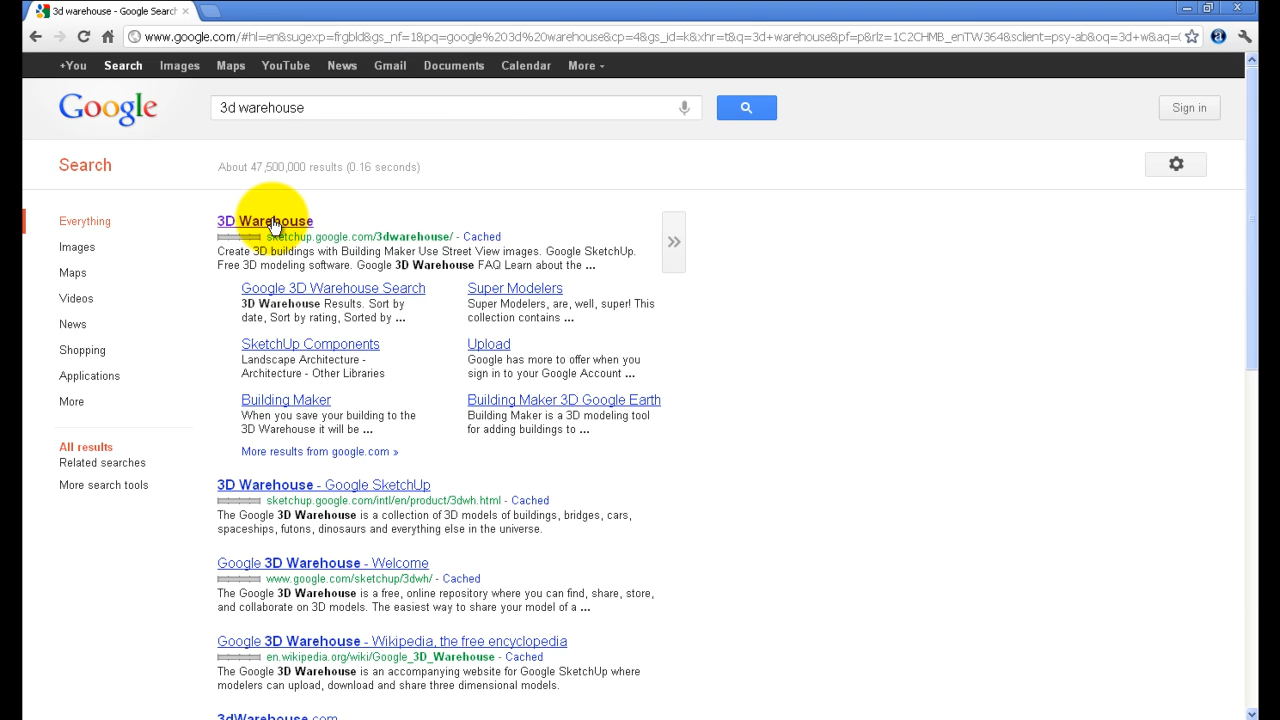 3d warehouse - Google Search
www.google.com/#hl=en&sugexp=frgbld&gs_nf=1&pq=google%203d%20warehouse&cp=4&gs_id=k&xhr=t&q=3d+warehouse&pf=p&rlz=1C2CHMB_enTW364&sclient=psy-ab&oq=3d+w&aq=
+You Search Images Maps YouTube News Gmail Documents Calendar More
Google
3d warehouse
Sign in
Search
About 47,500,000 results (0.16 seconds)
Everything
Images
Maps
Videos
News
Shopping
Applications
More
All results
Related searches
More search tools
3D Warehouse
sketchup.google.com/3dwarehouse/ - Cached
Create 3D buildings with Building Maker Use Street View images. Google SketchUp.
Free 3D modeling software. Google 3D Warehouse FAQ Learn about the ...
Google 3D Warehouse Search
3D Warehouse Results. Sort by
date, Sort by rating, Sorted by ...
Super Modelers
Super Modelers, are, well, super! This
collection contains ...
SketchUp Components
Landscape Architecture -
Architecture - Other Libraries
Upload
Google has more to offer when you
sign in to your Google Account ...
Building Maker
When you save your building to the
3D Warehouse it will be ...
Building Maker 3D Google Earth
Building Maker is a 3D modeling tool
for adding buildings to ...
More results from google.com »
3D Warehouse - Google SketchUp
sketchup.google.com/intl/en/product/3dwh.html - Cached
The Google 3D Warehouse is a collection of 3D models of buildings, bridges, cars,
spaceships, futons, dinosaurs and everything else in the universe.
Google 3D Warehouse - Welcome
www.google.com/sketchup/3dwh/ - Cached
The Google 3D Warehouse is a free, online repository where you can find, share, store,
and collaborate on 3D models. The easiest way to share your model of a ...
Google 3D Warehouse - Wikipedia, the free encyclopedia
en.wikipedia.org/wiki/Google_3D_Warehouse - Cached
The Google 3D Warehouse is an accompanying website for Google SketchUp where
modelers can upload, download and share three dimensional models.
3dWarehouse.com